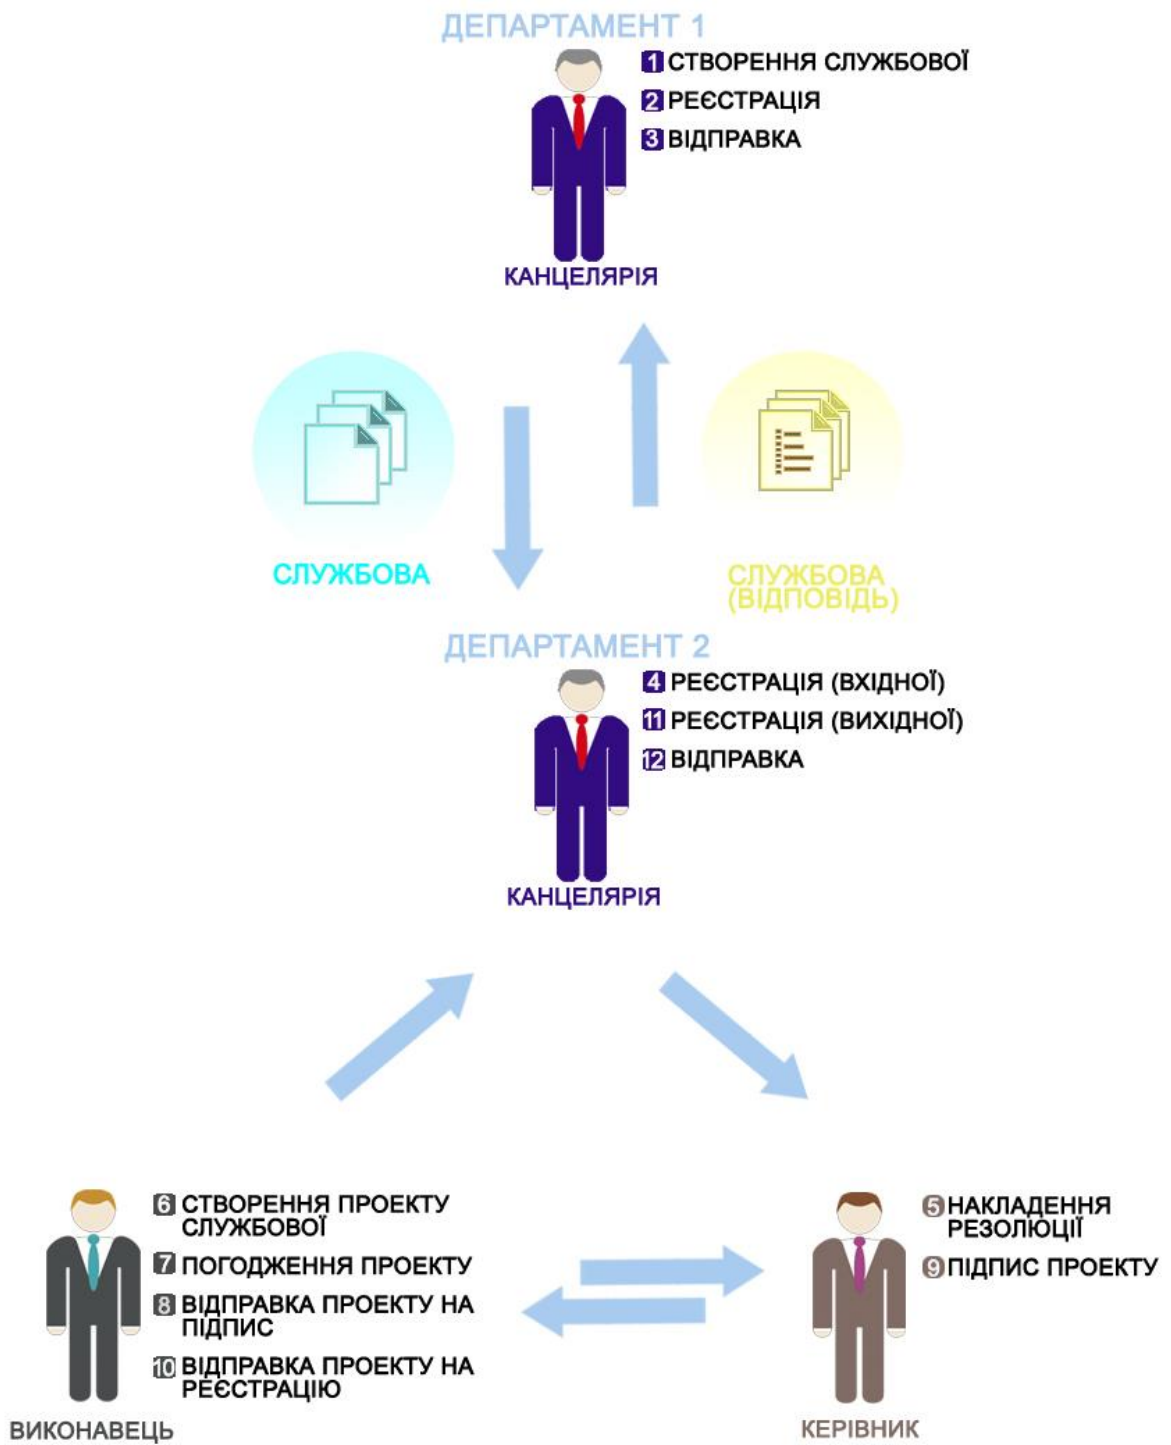 ДЕПАРТАМЕНТ 1
1 СТВОРЕННЯ СЛУЖБОВОЇ
2 РЕЄСТРАЦІЯ
3 ВІДПРАВКА
КАНЦЕЛЯРІЯ
СЛУЖБОВА
СЛУЖБОВА
(ВІДПОВІДЬ)
ДЕПАРТАМЕНТ 2
4 РЕЄСТРАЦІЯ (ВХІДНОЇ)
11 РЕЄСТРАЦІЯ (ВИХІДНОЇ)
12 ВІДПРАВКА
КАНЦЕЛЯРІЯ
6 СТВОРЕННЯ ПРОЕКТУ
СЛУЖБОВОЇ
7 ПОГОДЖЕННЯ ПРОЕКТУ
8 ВІДПРАВКА ПРОЕКТУ НА
ПІДПИС
10 ВІДПРАВКА ПРОЕКТУ НА
РЕЄСТРАЦІЮ
ВИКОНАВЕЦЬ
5 НАКЛАДЕННЯ
РЕЗОЛЮЦІЇ
9 ПІДПИС ПРОЕКТУ
КЕРІВНИК